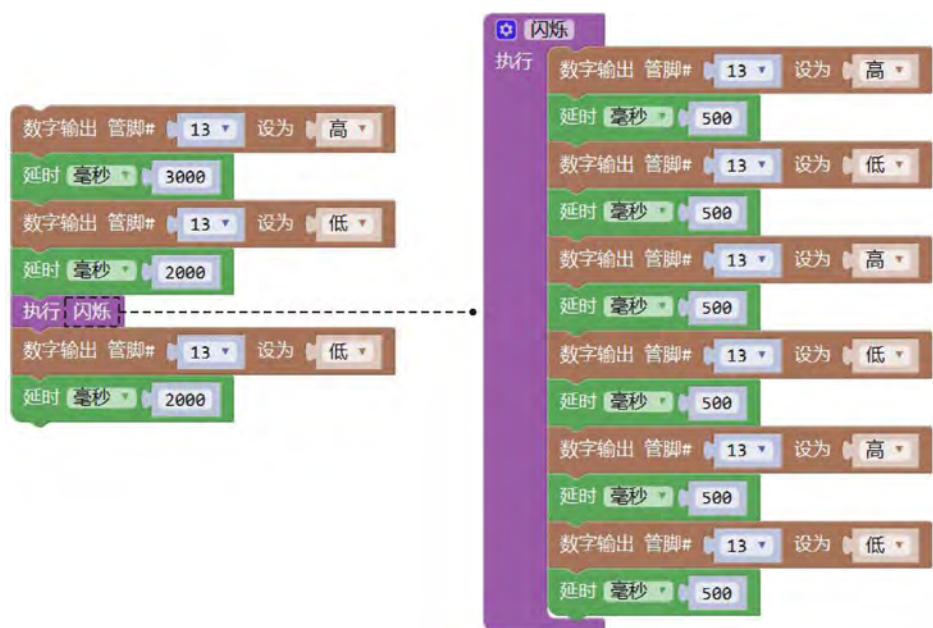 数字输出 管脚# 13 设为 高
延时 毫秒 3000
数字输出 管脚# 13 设为 低
延时 毫秒 2000
执行 闪烁
数字输出 管脚# 13 设为 低
延时 毫秒 2000
闪烁
执行 数字输出 管脚# 13 设为 高
延时 毫秒 500
数字输出 管脚# 13 设为 低
延时 毫秒 500
数字输出 管脚# 13 设为 高
延时 毫秒 500
数字输出 管脚# 13 设为 低
延时 毫秒 500
数字输出 管脚# 13 设为 高
延时 毫秒 500
数字输出 管脚# 13 设为 低
延时 毫秒 500